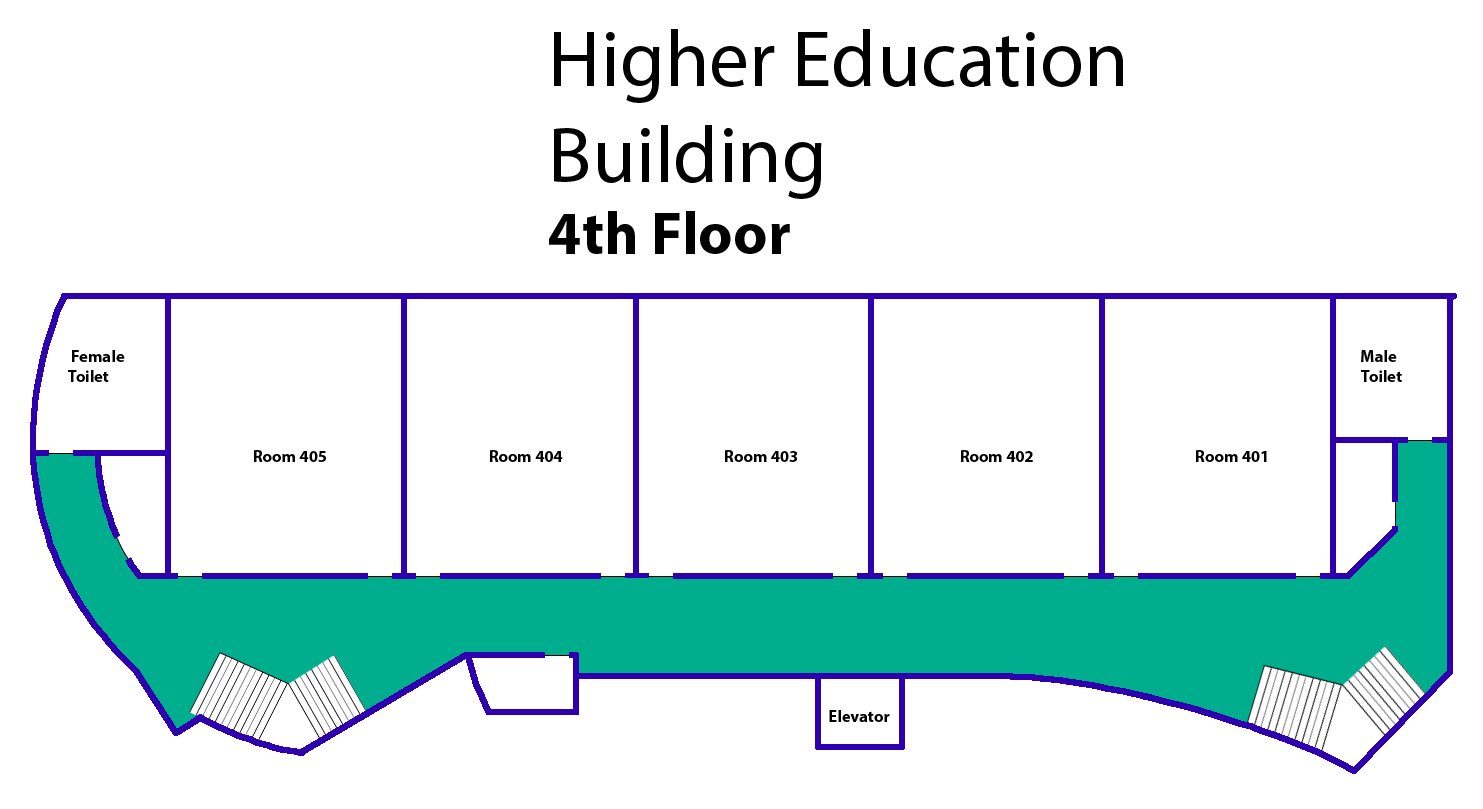 Higher Education
Building
4th Floor
Female
Toilet
Male
Toilet
Room 405
Room 404
Room 403
Room 402
Room 401
Elevator